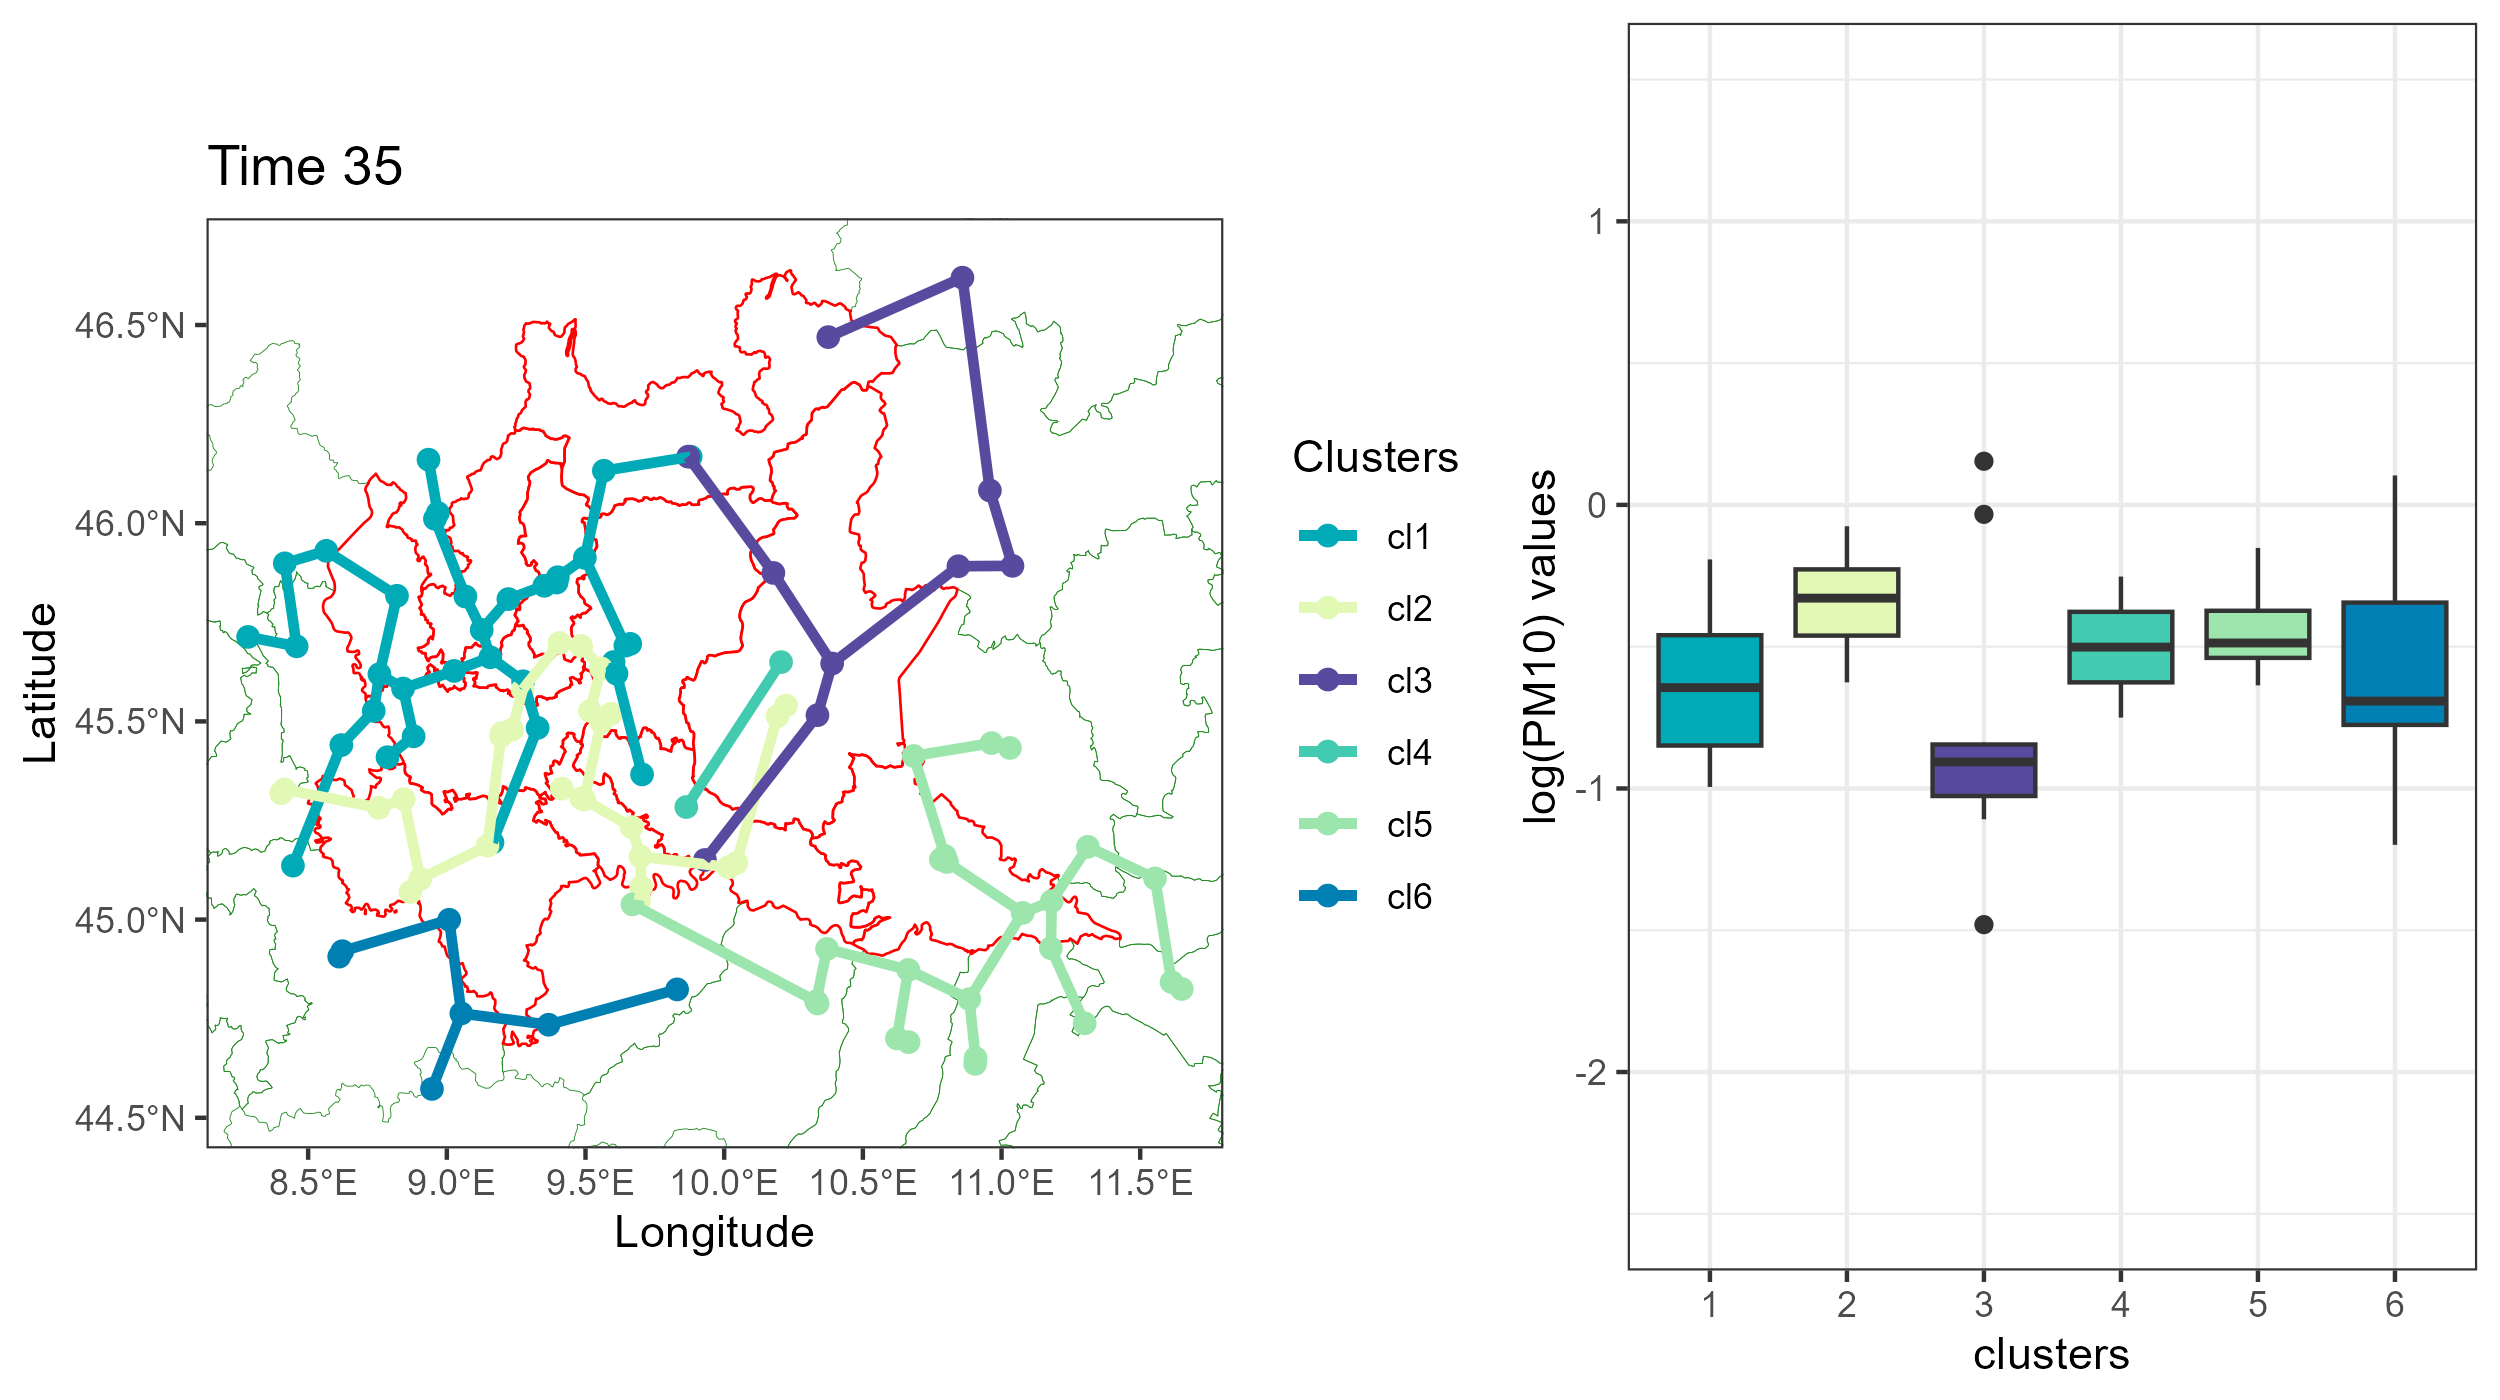 Time 35
Latitude
46.5°N
46.0°N
45.5°N
45.0°N
44.5°N
8.5°E 9.0°E 9.5°E 10.0°E 10.5°E 11.0°E 11.5°E
Longitude
Clusters
cl1
cl2
cl3
cl4
cl5
cl6
log(PM10) values
1
0
-1
-2
1 2 3 4 5 6
clusters